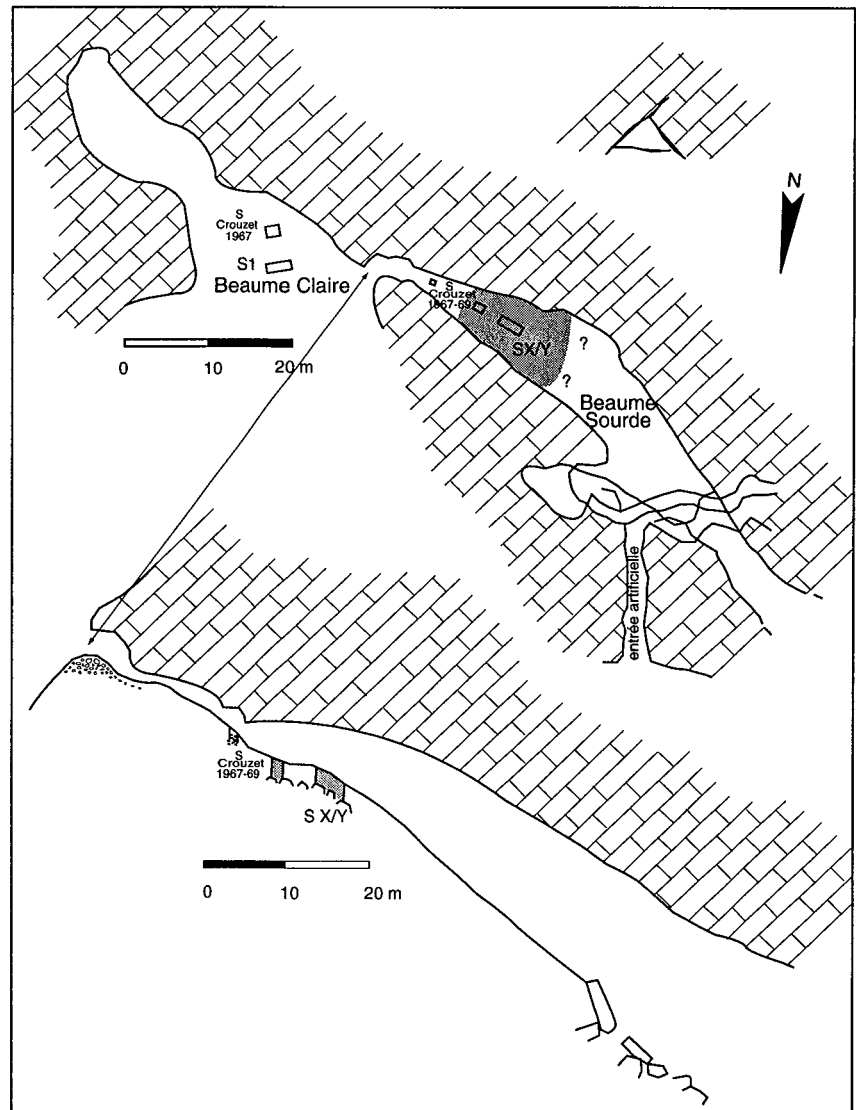 N
S
Crouzet
1967
S1
Beaume Claire
0 10 20 m
S
Crouzet
1967-69
SX/Y
?
?
Beaume
Sourde
entrée artificielle
S
Crouzet
1967-69
S X/Y
0 10 20 m